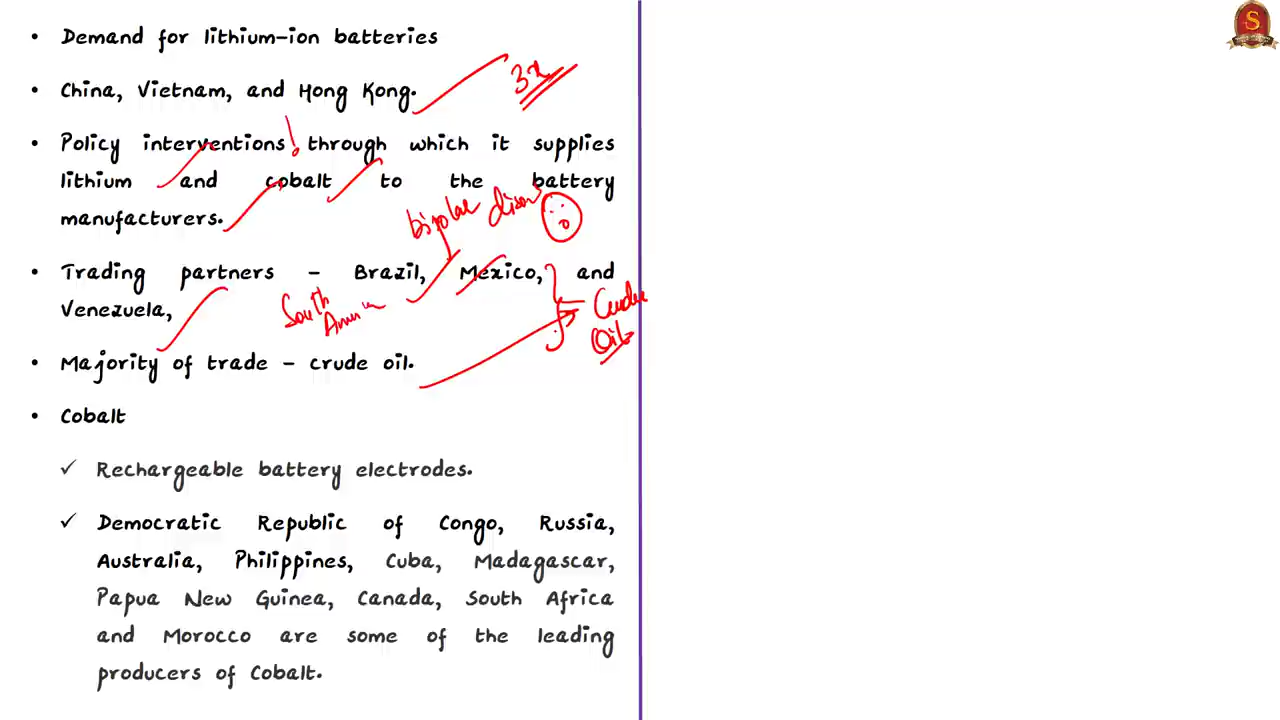 • Demand for lithium-ion batteries
• China, Vietnam, and Hong Kong.
3x
• Policy interventions! through which it supplies
lithium and cobalt to the battery
manufacturers.
bipolar
• Trading partners - Brazil, Mexico, and
Venezuela,
South
America
Crude
Oil
• Majority of trade - crude oil.
• Cobalt
✓ Rechargeable battery electrodes.
✓ Democratic Republic of Congo, Russia,
Australia, Philippines, Cuba, Madagascar,
Papua New Guinea, Canada, South Africa
and Morocco are some of the leading
producers of Cobalt.
S